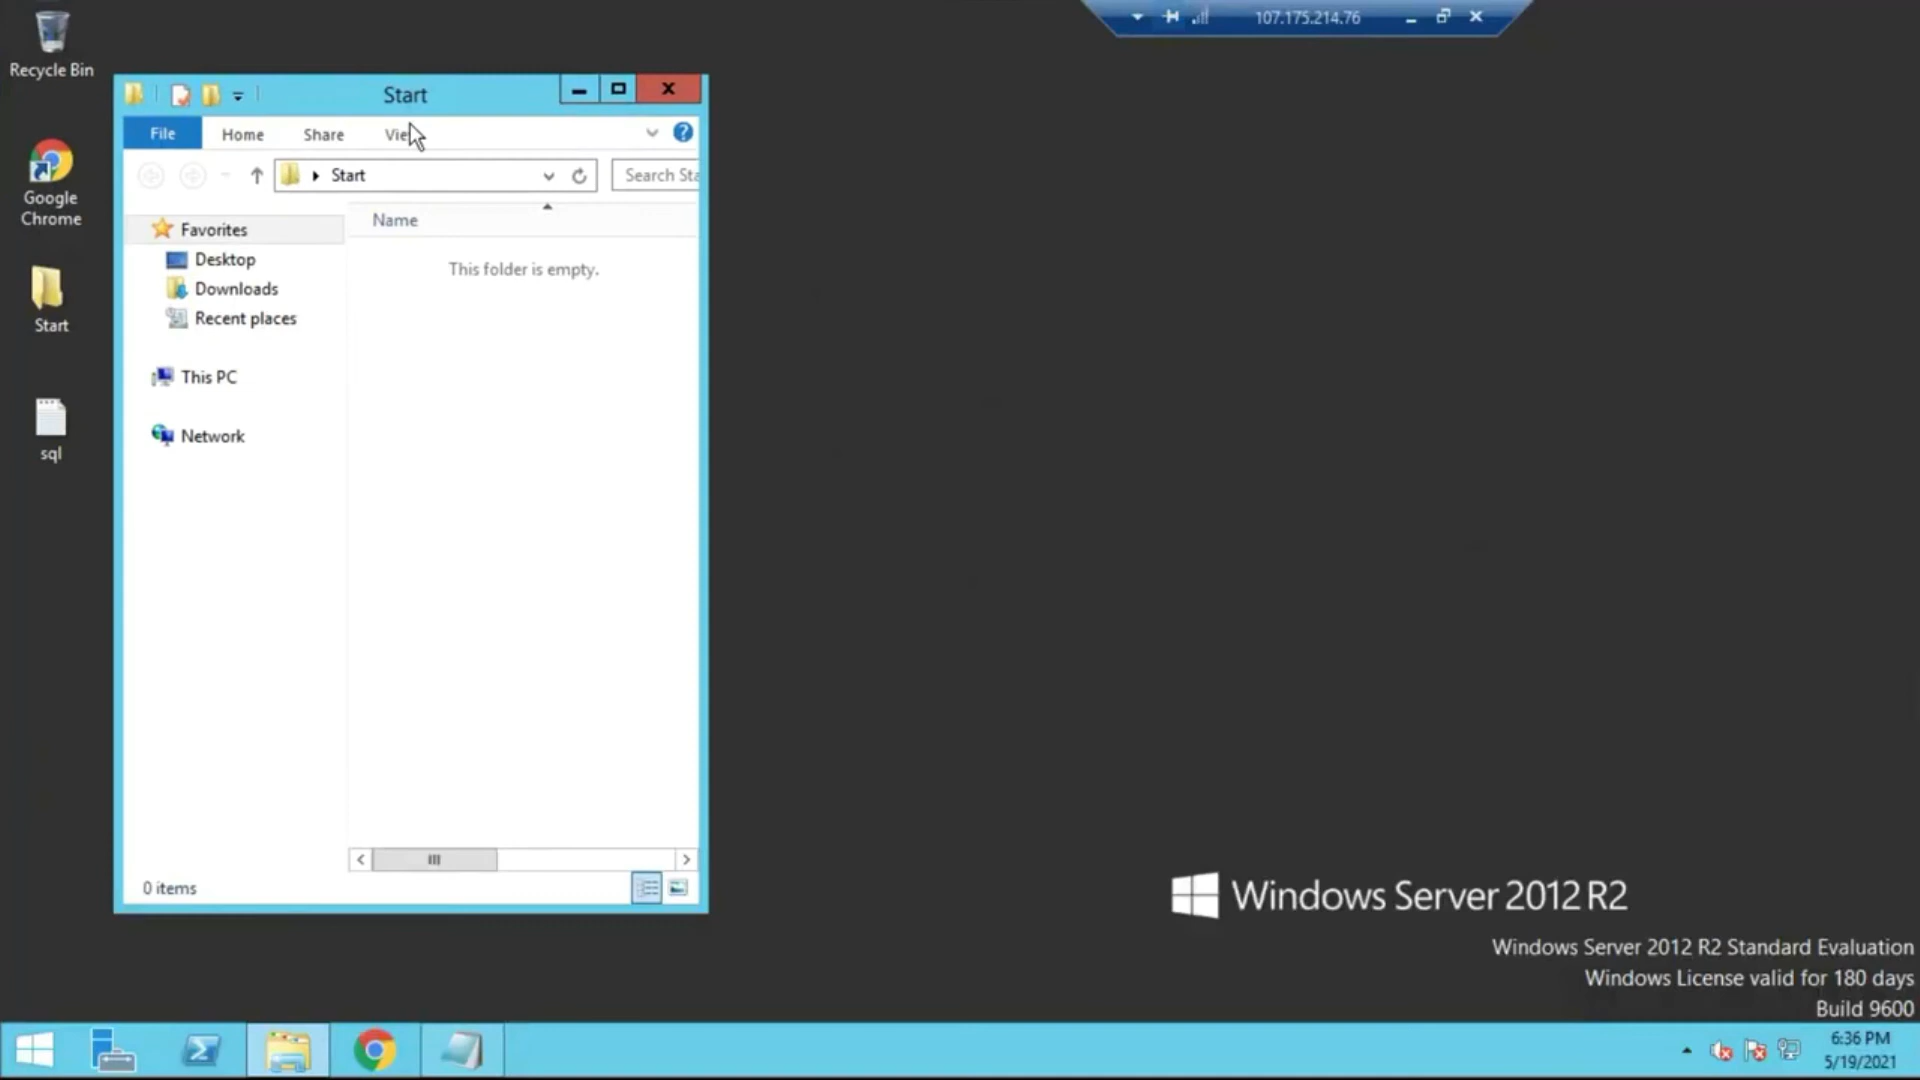 107.175.214.76
Recycle Bin
Start
File
Home
Share
Start
Search
Google
Chrome
Name
Favorites
This folder is empty.
Desktop
Downloads
Recent places
Start
This PC
Network
sql
0 items
Windows Server 2012 R2
Windows Server 2012 R2 Standard Evaluation
Windows License valid for 180 days
Build 9600
6:36 PM
5/19/2021